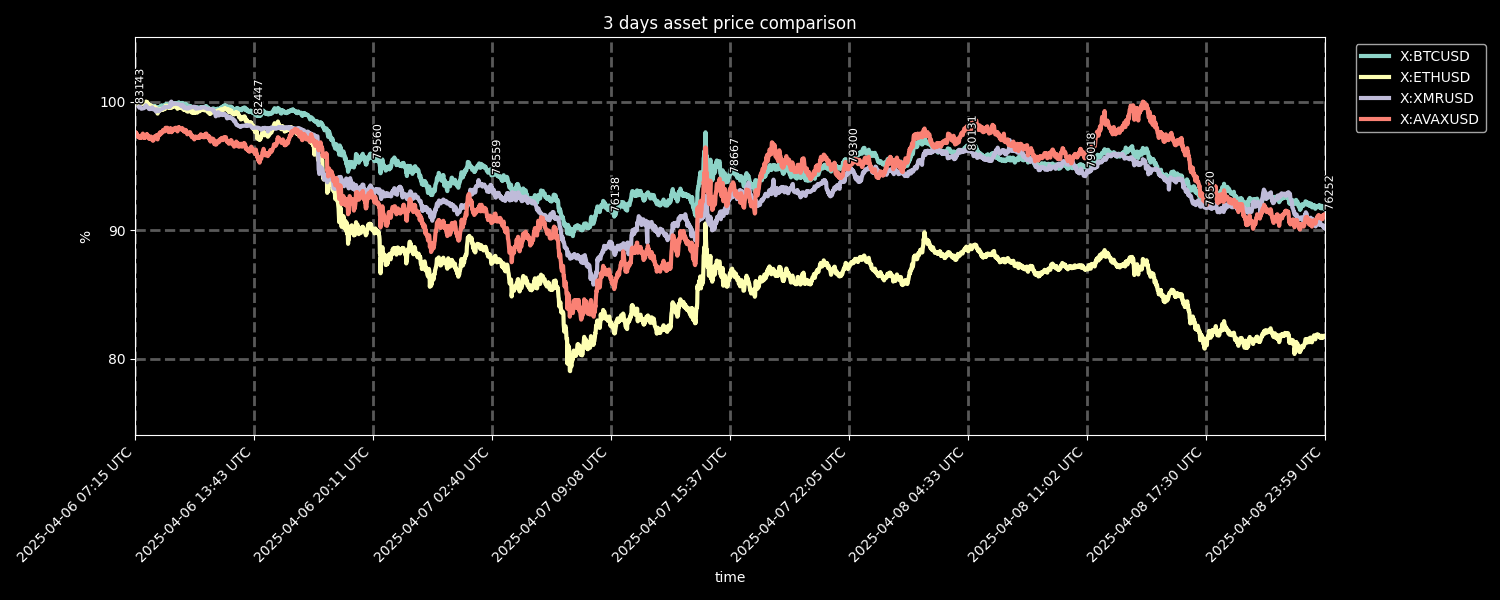 3 days asset price comparison
X:BTCUSD
X:ETHUSD
X:XMRUSD
X:AVAXUSD
%
100
90
80
83143
82447
79560
78559
76138
78667
79300
80131
79018
76520
76252
2025-04-06 07:15 UTC
2025-04-06 13:43 UTC
2025-04-06 20:11 UTC
2025-04-07 02:40 UTC
2025-04-07 09:08 UTC
2025-04-07 15:37 UTC
2025-04-07 22:05 UTC
2025-04-08 04:33 UTC
2025-04-08 11:02 UTC
2025-04-08 17:30 UTC
2025-04-08 23:59 UTC
time